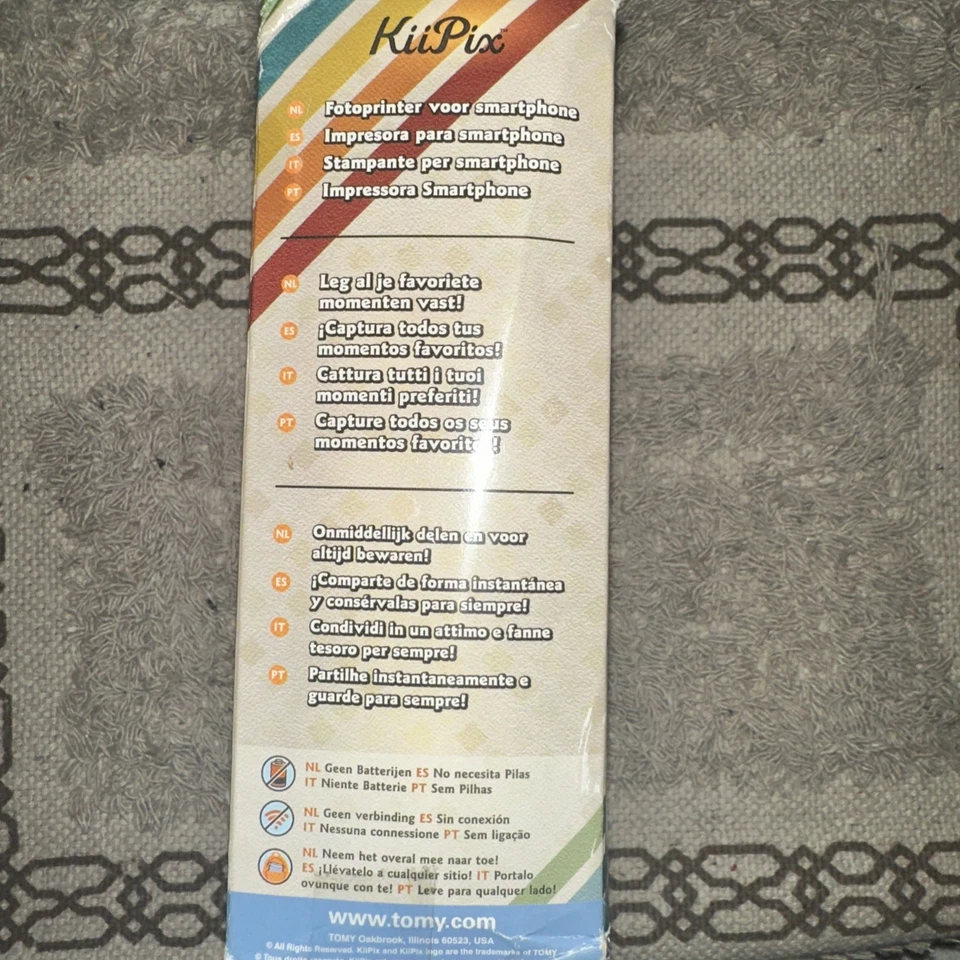 KiiPix™
NL Fotoprinter voor smartphone
ES Impresora para smartphone
IT Stampante per smartphone
PT Impressora Smartphone
NL Leg al je favoriete
momenten vast!
ES ¡Captura todos tus
momentos favoritos!
IT Cattura tutti i tuoi
momenti preferiti!
PT Capture todos os seus
momentos favoritos!
NL Onmiddellijk delen en voor
altijd bewaren!
ES ¡Comparte de forma instantánea
y consérvalas para siempre!
IT Condividi in un attimo e fanne
tesoro per sempre!
PT Partilhe instantaneamente e
guarde para sempre!
NL Geen Batterijen ES No necesita Pilas
IT Niente Batterie PT Sem Pilhas
NL Geen verbinding ES Sin conexión
IT Nessuna connessione PT Sem ligação
NL Neem het overal mee naar toe!
ES ¡Llévatelo a cualquier sitio! IT Portalo
ovunque con te! PT Leve para qualquer lado!
www.tomy.com
TOMY Oakbrook, Illinois 60523, USA
© All Rights Reserved. KiiPix and KiiPix logo are the trademarks of TOMY